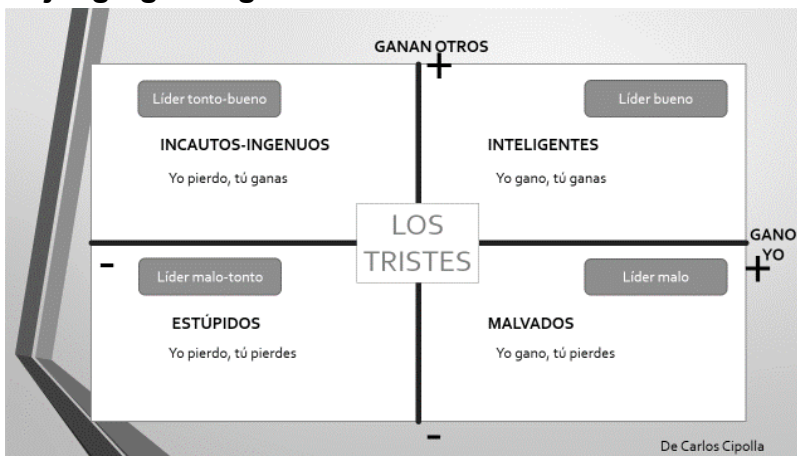 GANAN OTROS
+
Líder tonto-bueno
Líder bueno
INCAUTOS-INGENUOS
INTELIGENTES
Yo pierdo, tú ganas
Yo gano, tú ganas
LOS
TRISTES
GANO
YO
-
+
Líder malo-tonto
Líder malo
ESTÚPIDOS
MALVADOS
Yo pierdo, tú pierdes
Yo gano, tú pierdes
-
De Carlos Cipolla